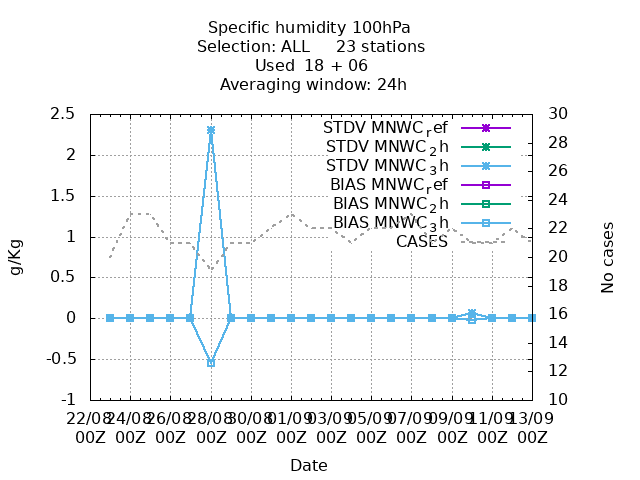 Specific humidity 100hPa
Selection: ALL 23 stations
Used 18 + 06
Averaging window: 24h
2.5
2
1.5
1
0.5
0
-0.5
-1
g/Kg
30
28
26
24
22
20
18
16
14
12
10
No cases
STDV MNWC_ref
STDV MNWC_2h
STDV MNWC_3h
BIAS MNWC_ref
BIAS MNWC_2h
BIAS MNWC_3h
CASES
22/08 24/08 26/08 28/08 30/08 01/09 03/09 05/09 07/09 09/09 11/09 13/09
00Z 00Z 00Z 00Z 00Z 00Z 00Z 00Z 00Z 00Z 00Z 00Z
Date